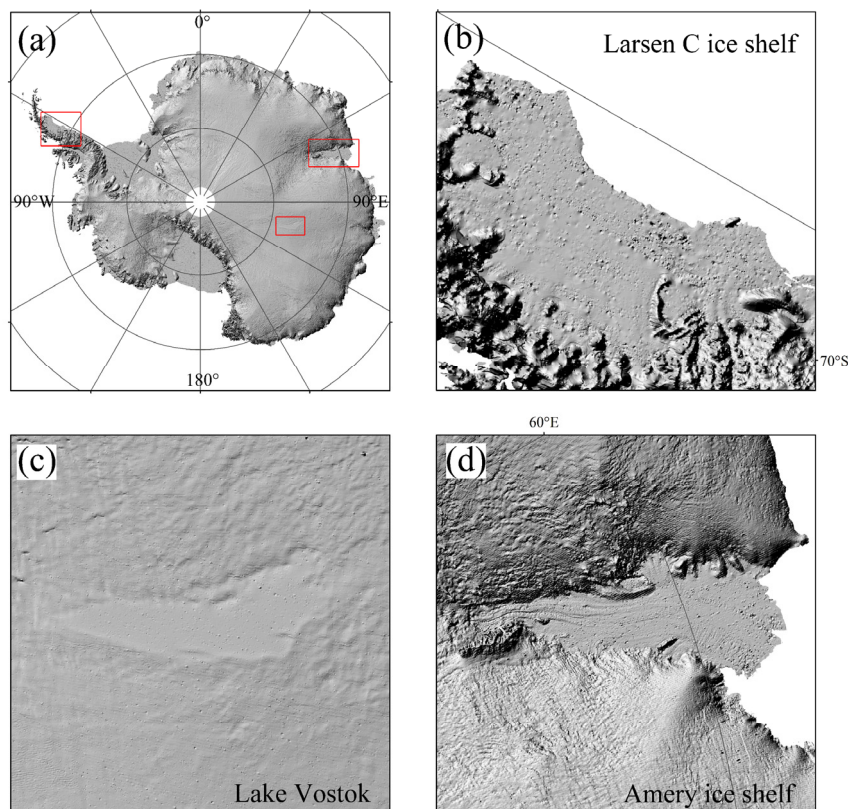 (a)
0°
90°W
90°E
180°
(b)
Larsen C ice shelf
70°S
(c)
Lake Vostok
60°E
(d)
Amery ice shelf